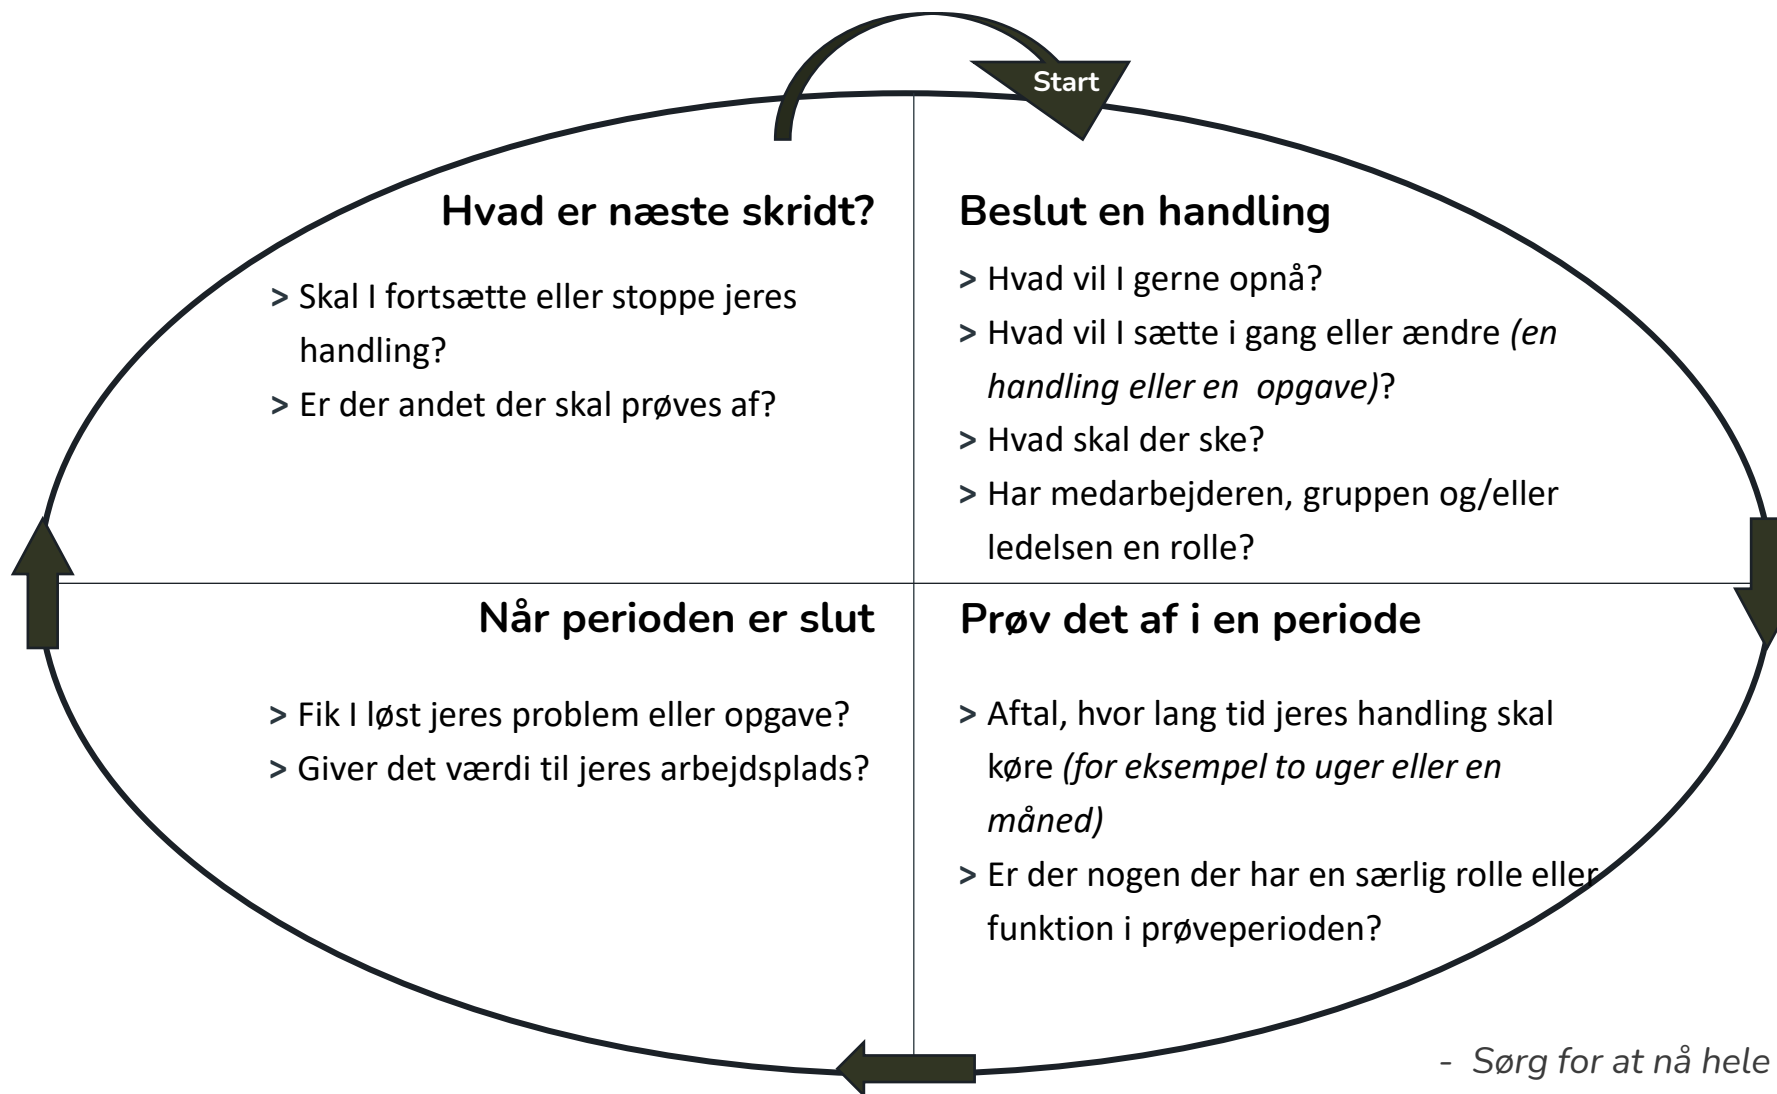 Start
Hvad er næste skridt?
> Skal I fortsætte eller stoppe jeres
handling?
> Er der andet der skal prøves af?
Beslut en handling
> Hvad vil I gerne opnå?
> Hvad vil I sætte i gang eller ændre (en
handling eller en  opgave)?
> Hvad skal der ske?
> Har medarbejderen, gruppen og/eller
ledelsen en rolle?
Når perioden er slut
> Fik I løst jeres problem eller opgave?
> Giver det værdi til jeres arbejdsplads?
Prøv det af i en periode
> Aftal, hvor lang tid jeres handling skal
køre (for eksempel to uger eller en
måned)
> Er der nogen der har en særlig rolle eller
funktion i prøveperioden?
- Sørg for at nå hele